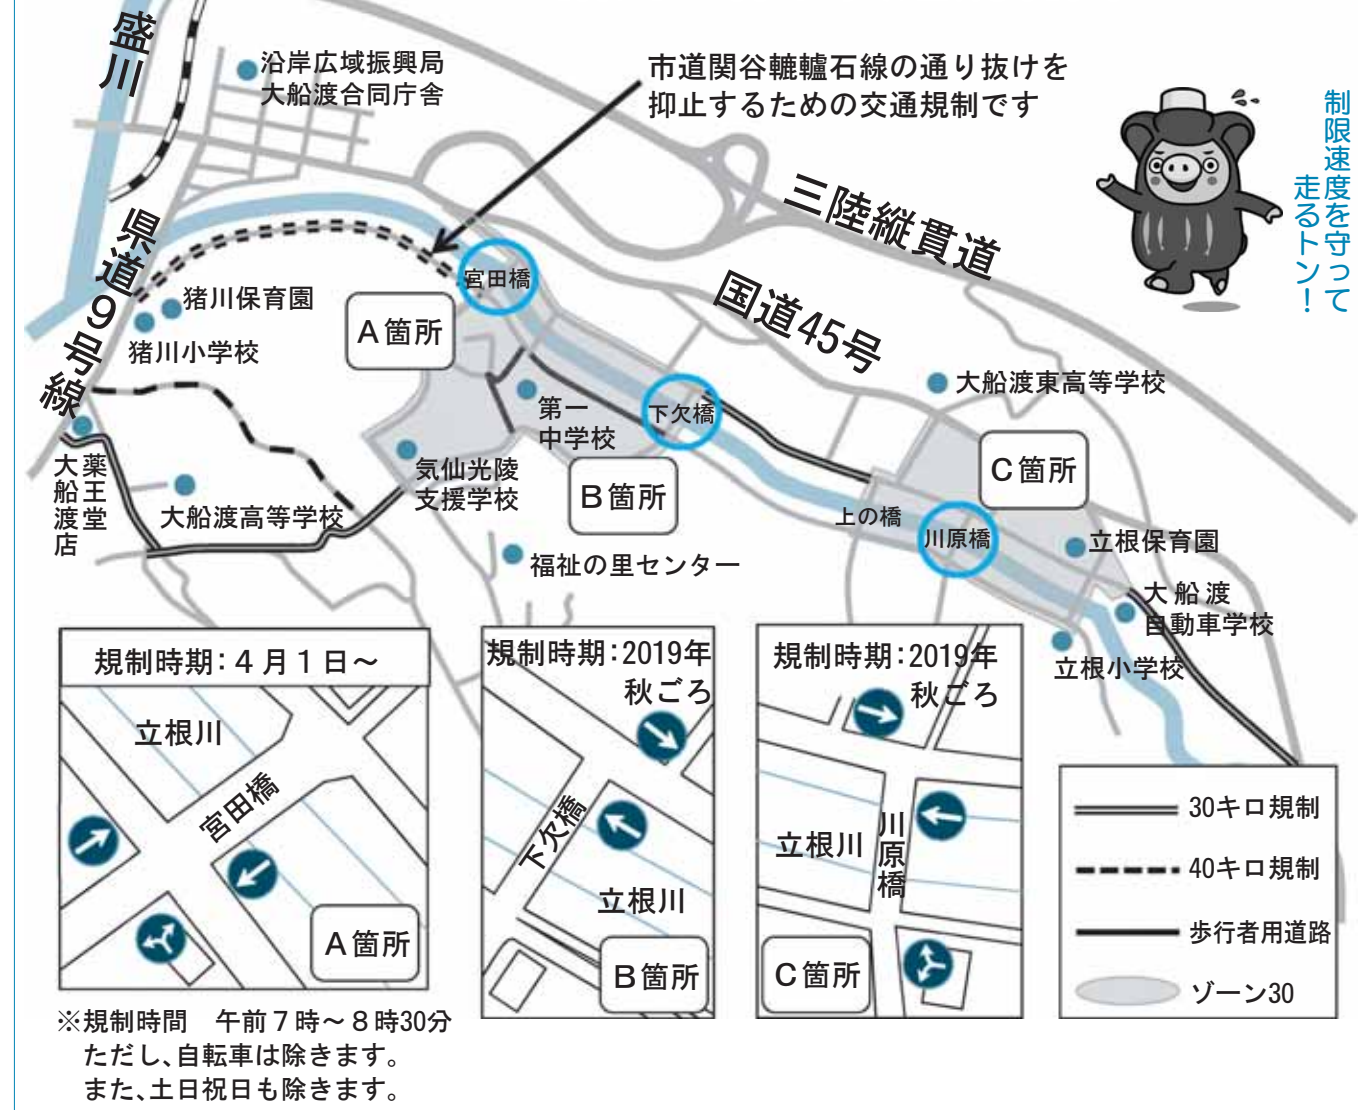 盛川
沿岸広域振興局
大船渡合同庁舎
市道関谷轆轤石線の通り抜けを
抑止するための交通規制です
制限速度を守って
走るトン！
三陸縦貫道
国道45号
県道９号線
宮田橋
猪川保育園
猪川小学校
Ａ箇所
大船渡東高等学校
第一
中学校
下欠橋
Ｃ箇所
薬王堂
大船渡店
大船渡高等学校
気仙光陵
支援学校
Ｂ箇所
上の橋
川原橋
立根保育園
福祉の里センター
大船渡
自動車学校
立根小学校
規制時期：４月１日～
立根川
宮田橋
Ａ箇所
規制時期：2019年
秋ごろ
下欠橋
立根川
Ｂ箇所
規制時期：2019年
秋ごろ
立根川
川原橋
Ｃ箇所
30キロ規制
40キロ規制
歩行者用道路
ゾーン30
※規制時間　午前７時～８時30分
ただし、自転車は除きます。
また、土日祝日も除きます。